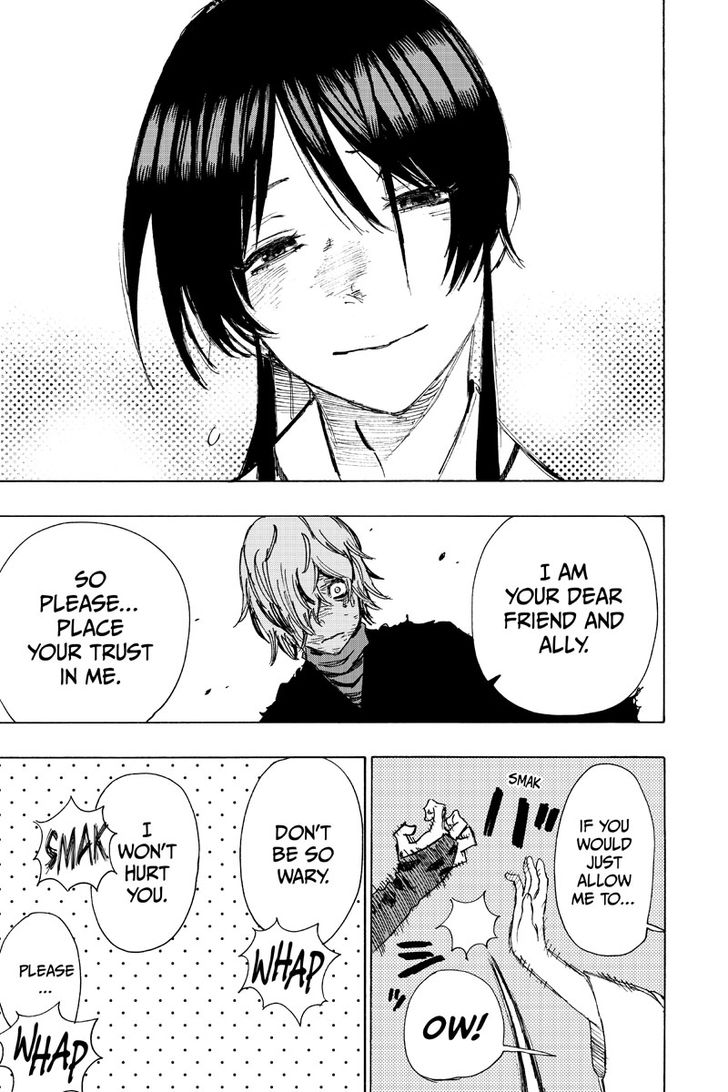 I AM
YOUR DEAR
FRIEND AND
ALLY.
SO
PLEASE...
PLACE
YOUR TRUST
IN ME.
IF YOU
WOULD
JUST
ALLOW
ME TO...
SMAK
OW!
DON'T
BE SO
WARY.
WHAP
I
WON'T
HURT
YOU.
SMAK
PLEASE
...
WHAP